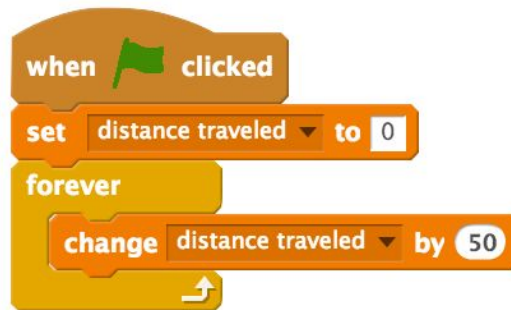 when clicked
set distance traveled to 0
forever
change distance traveled by 50